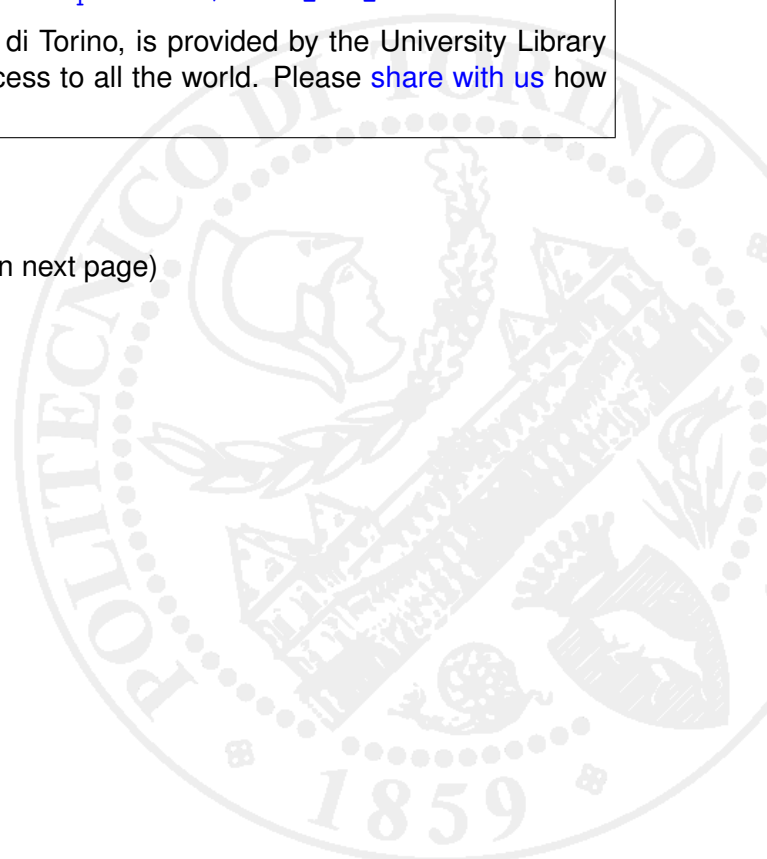 di Torino, is provided by the University Library
cess to all the world. Please share with us how
n next page)
POLITECNICO DI TORINO
1859